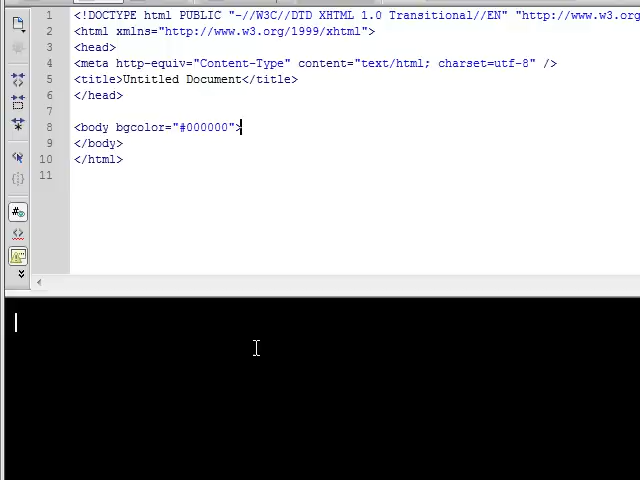 1 <!DOCTYPE html PUBLIC "-//W3C//DTD XHTML 1.0 Transitional//EN" "http://www.w3.org
2 <html xmlns="http://www.w3.org/1999/xhtml">
3 <head>
4 <meta http-equiv="Content-Type" content="text/html; charset=utf-8" />
5 <title>Untitled Document</title>
6 </head>
7
8 <body bgcolor="#000000">
9 </body>
10 </html>
11